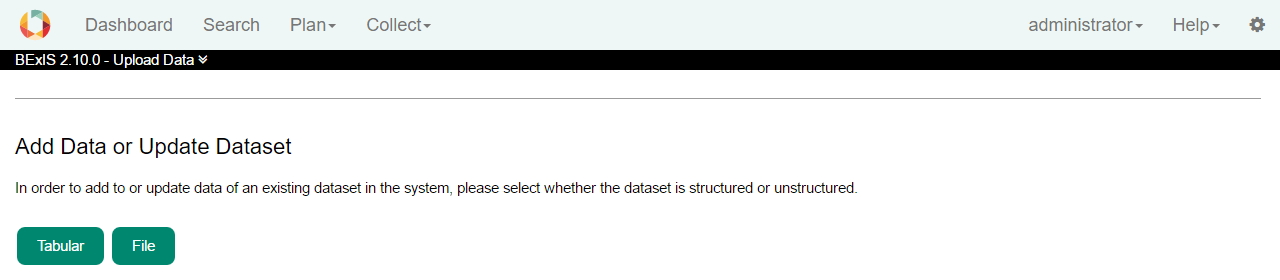 Dashboard Search Plan Collect administrator Help
BExIS 2.10.0 - Upload Data
Add Data or Update Dataset
In order to add to or update data of an existing dataset in the system, please select whether the dataset is structured or unstructured.
Tabular File